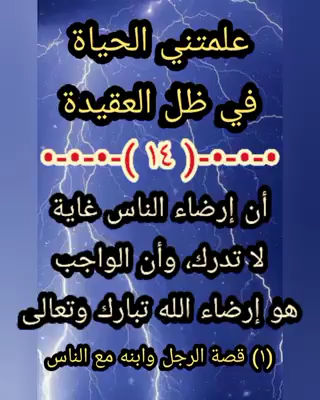 علمتني الحياة
في ظل العقيدة
•-•-•-•-( ١٤ )-•-•-•-•
أن إرضاء الناس غاية
لا تدرك، وأن الواجب
هو إرضاء الله تبارك وتعالى
(١) قصة الرجل وابنه مع الناس